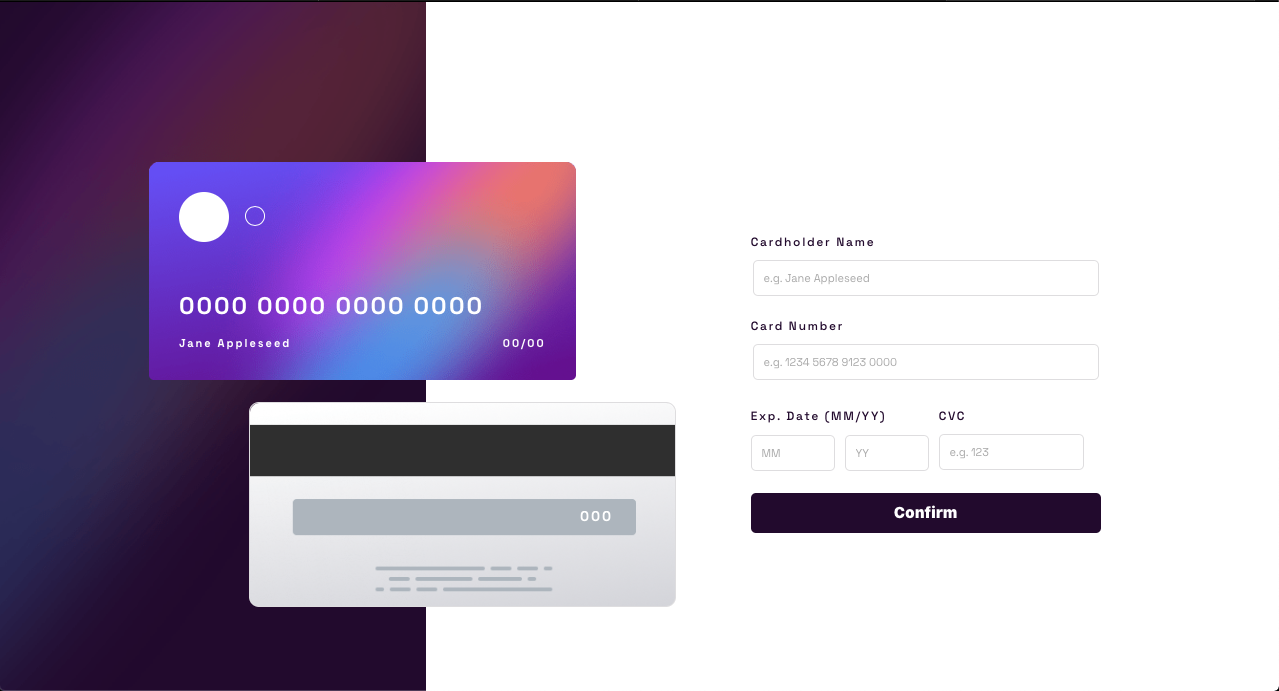 0000 0000 0000 0000
Jane Appleseed 00/00
000
Cardholder Name
e.g. Jane Appleseed
Card Number
e.g. 1234 5678 9123 0000
Exp. Date (MM/YY) CVC
MM YY e.g. 123
Confirm